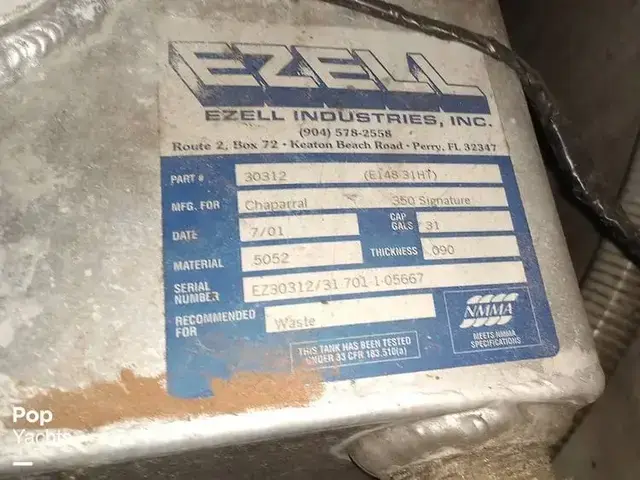 EZELL
EZELL INDUSTRIES, INC.
(904) 578-2558
Route 2, Box 72 • Keaton Beach Road • Perry, FL 32347
PART # 30312 (E148-31HT)
MFG. FOR Chaparral 350 Signature
DATE 7/01 CAP GALS 31
MATERIAL 5052 THICKNESS .090
SERIAL NUMBER EZ30312/31 701-1-05667
RECOMMENDED FOR Waste
NMMA
MEETS NMMA
SPECIFICATIONS
THIS TANK HAS BEEN TESTED
UNDER 33 CFR 183.510(a)
Pop
Yachts